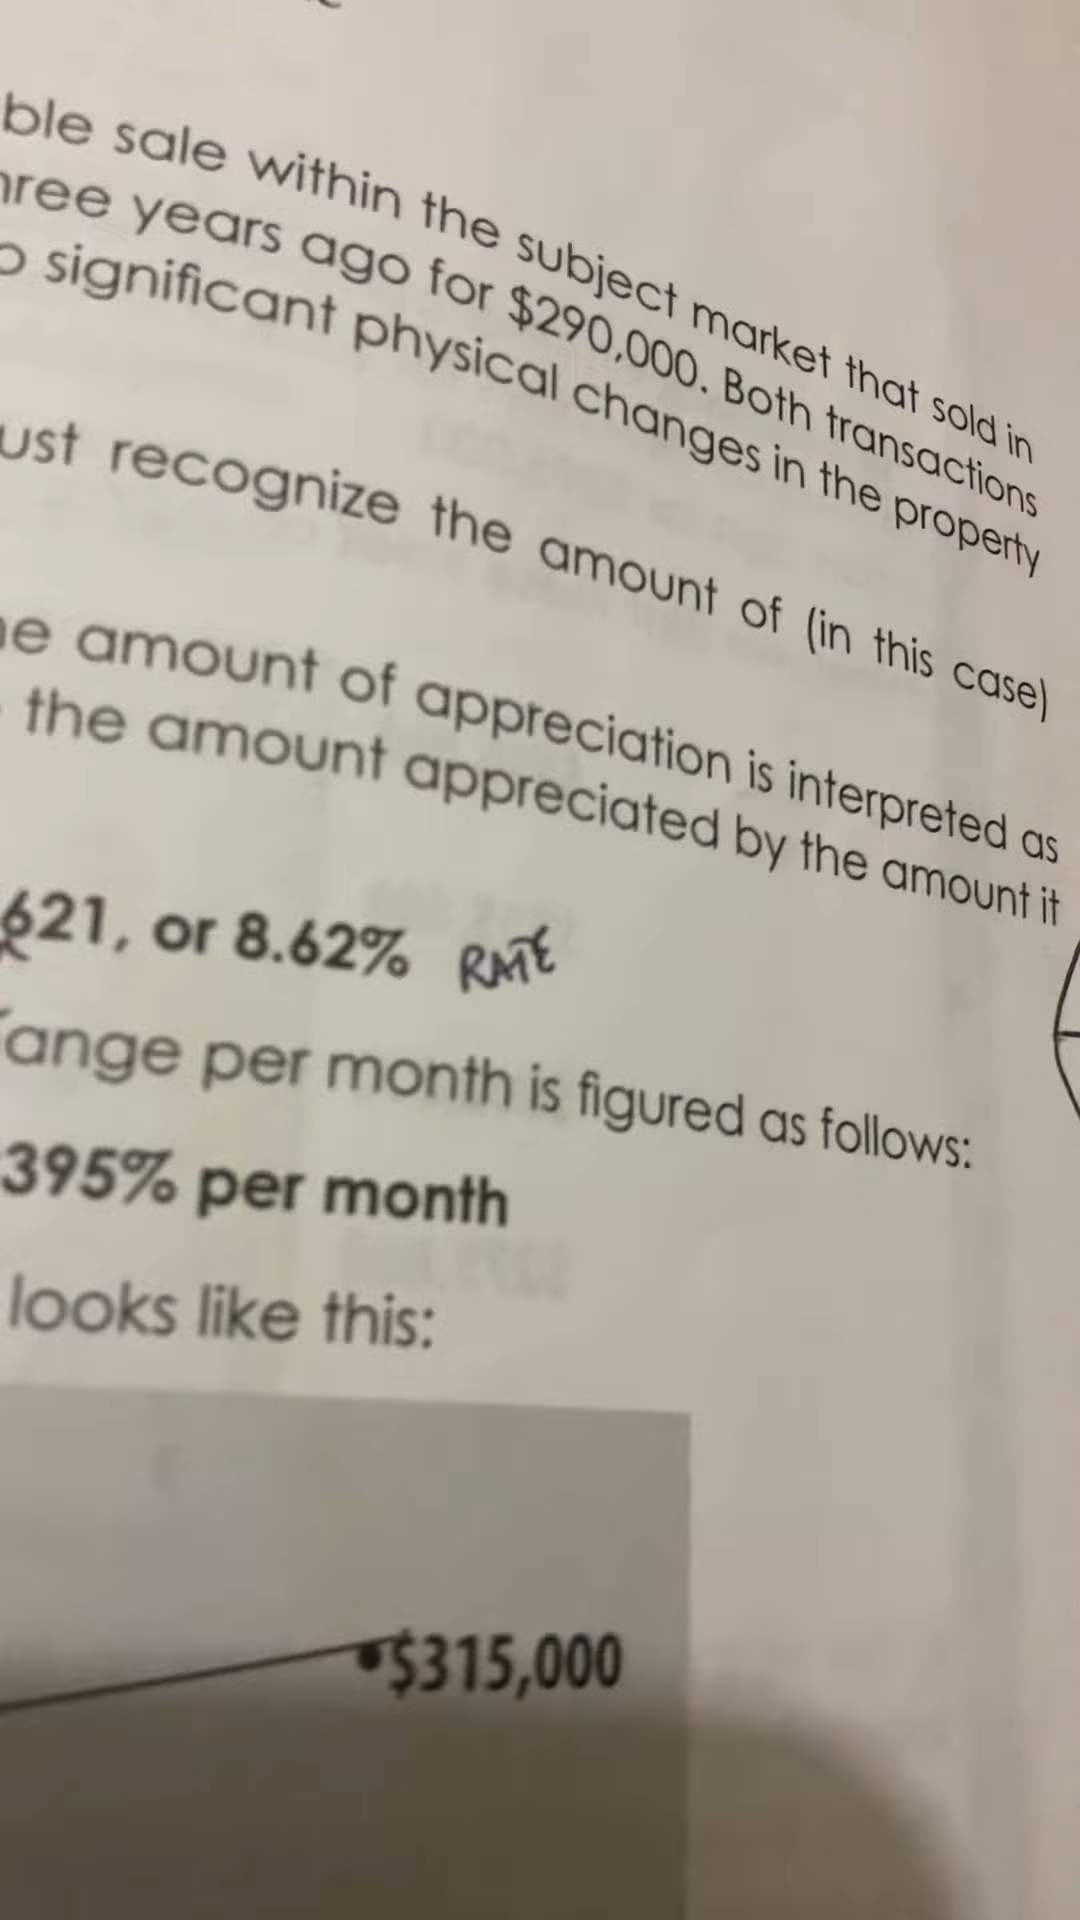 ble sale within the subject market that sold in
ree years ago for $290,000. Both transactions
o significant physical changes in the property
ust recognize the amount of (in this case)
e amount of appreciation is interpreted as
the amount appreciated by the amount it
621, or 8.62% RATE
ange per month is figured as follows:
395% per month
looks like this:
$315,000